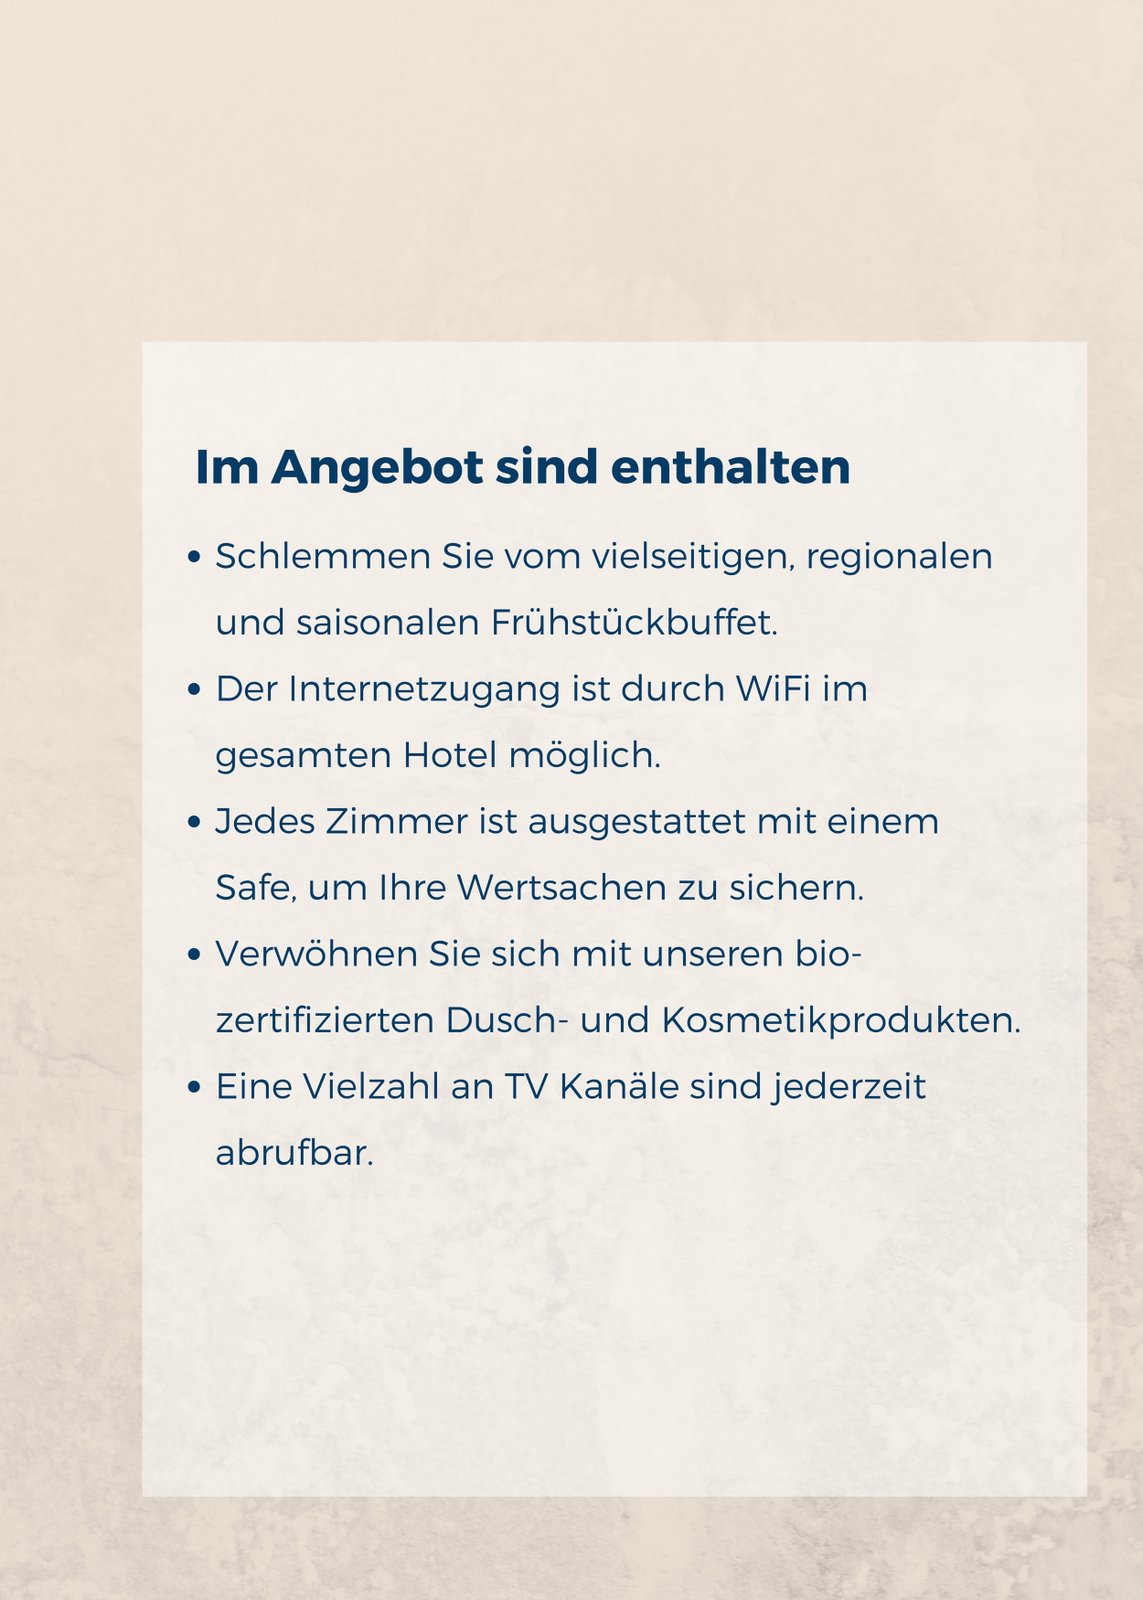 Im Angebot sind enthalten
• Schlemmen Sie vom vielseitigen, regionalen
und saisonalen Frühstückbuffet.
• Der Internetzugang ist durch WiFi im
gesamten Hotel möglich.
• Jedes Zimmer ist ausgestattet mit einem
Safe, um Ihre Wertsachen zu sichern.
• Verwöhnen Sie sich mit unseren bio-
zertifizierten Dusch- und Kosmetikprodukten.
• Eine Vielzahl an TV Kanäle sind jederzeit
abrufbar.